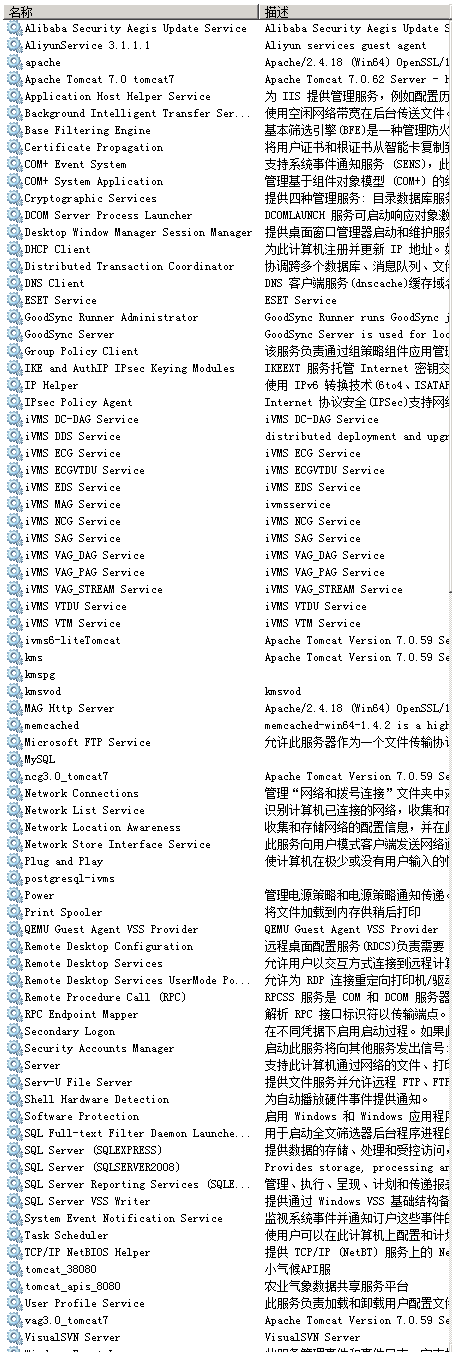 名称 描述
Alibaba Security Aegis Update Service Alibaba Security Aegis Update S
AliyunService 3.1.1.1 Aliyun services guest agent
apache Apache/2.4.18 (Win64) OpenSSL/1
Apache Tomcat 7.0 tomcat7 Apache Tomcat 7.0.62 Server - h
Application Host Helper Service 为 IIS 提供管理服务，例如配置历
Background Intelligent Transfer Ser... 使用空闲网络带宽在后台传送文件。
Base Filtering Engine 基本筛选引擎(BFE)是一种管理防火
Certificate Propagation 将用户证书和根证书从智能卡复制到
COM+ Event System 支持系统事件通知服务 (SENS)，此
COM+ System Application 管理基于组件对象模型 (COM+) 的组
Cryptographic Services 提供四种管理服务: 目录数据库服务
DCOM Server Process Launcher DCOMLAUNCH 服务可启动响应对象激
Desktop Window Manager Session Manager 提供桌面窗口管理器启动和维护服务
DHCP Client 为此计算机注册并更新 IP 地址。如
Distributed Transaction Coordinator 协调跨多个数据库、消息队列、文件
DNS Client DNS 客户端服务(dnscache)缓存域名
ESET Service ESET Service
GoodSync Runner Administrator GoodSync Runner runs GoodSync j
GoodSync Server GoodSync Server is used for loc
Group Policy Client 该服务负责通过组策略组件应用管理
IKE and AuthIP IPsec Keying Modules IKEEXT 服务托管 Internet 密钥交
IP Helper 使用 IPv6 转换技术(6to4、ISATAP
IPsec Policy Agent Internet 协议安全(IPSec)支持网络
iVMS DC-DAG Service iVMS DC-DAG Service
iVMS DDS Service distributed deployment and upgr
iVMS ECG Service iVMS ECG Service
iVMS ECGVTDU Service iVMS ECGVTDU Service
iVMS EDS Service iVMS EDS Service
iVMS MAG Service ivmsservice
iVMS NCG Service iVMS NCG Service
iVMS SAG Service iVMS SAG Service
iVMS VAG_DAG Service iVMS VAG_DAG Service
iVMS VAG_PAG Service iVMS VAG_PAG Service
iVMS VAG_STREAM Service iVMS VAG_STREAM Service
iVMS VTDU Service iVMS VTDU Service
iVMS VTM Service iVMS VTM Service
ivms6-liteTomcat Apache Tomcat Version 7.0.59 Se
kms Apache Tomcat Version 7.0.59 Se
kmspg
kmsvod kmsvod
MAG Http Server Apache/2.4.18 (Win64) OpenSSL/1
memcached memcached-win64-1.4.2 is a high
Microsoft FTP Service 允许此服务器作为一个文件传输协议
MySQL
ncg3.0_tomcat7 Apache Tomcat Version 7.0.59 Se
Network Connections 管理“网络和拨号连接”文件夹中对
Network List Service 识别计算机已连接的网络，收集和存
Network Location Awareness 收集和存储网络的配置信息，并在此
Network Store Interface Service 此服务向用户模式客户端发送网络通
Plug and Play 使计算机在极少或没有用户输入的情
postgresql-ivms
Power 管理电源策略和电源策略通知传递。
Print Spooler 将文件加载到内存供稍后打印
QEMU Guest Agent VSS Provider QEMU Guest Agent VSS Provider
Remote Desktop Configuration 远程桌面配置服务(RDCS)负责需要
Remote Desktop Services 允许用户以交互方式连接到远程计算
Remote Desktop Services UserMode Po... 允许为 RDP 连接重定向打印机/驱动
Remote Procedure Call (RPC) RPCSS 服务是 COM 和 DCOM 服务器
RPC Endpoint Mapper 解析 RPC 接口标识符以传输端点。
Secondary Logon 在不同凭据下启用启动过程。如果此
Security Accounts Manager 启动此服务将向其他服务发出信号:
Server 支持此计算机通过网络的文件、打印
Serv-U File Server 提供文件服务并允许远程 FTP、FTP
Shell Hardware Detection 为自动播放硬件事件提供通知。
Software Protection 启用 Windows 和 Windows 应用程序
SQL Full-text Filter Daemon Launche... 用于启动全文筛选器后台程序进程的
SQL Server (SQLEXPRESS) 提供数据的存储、处理和受控访问，
SQL Server (SQLSERVER2008) Provides storage, processing an
SQL Server Reporting Services (SQLE... 管理、执行、呈现、计划和传递报表
SQL Server VSS Writer 提供通过 Windows VSS 基础结构备
System Event Notification Service 监视系统事件并通知订户这些事件的
Task Scheduler 使用户可以在此计算机上配置和计划
TCP/IP NetBIOS Helper 提供 TCP/IP (NetBT) 服务上的 Net
tomcat_38080 小气候API服
tomcat_apis_8080 农业气象数据共享服务平台
User Profile Service 此服务负责加载和卸载用户配置文件
vag3.0_tomcat7 Apache Tomcat Version 7.0.59 Se
VisualSVN Server VisualSVN Server